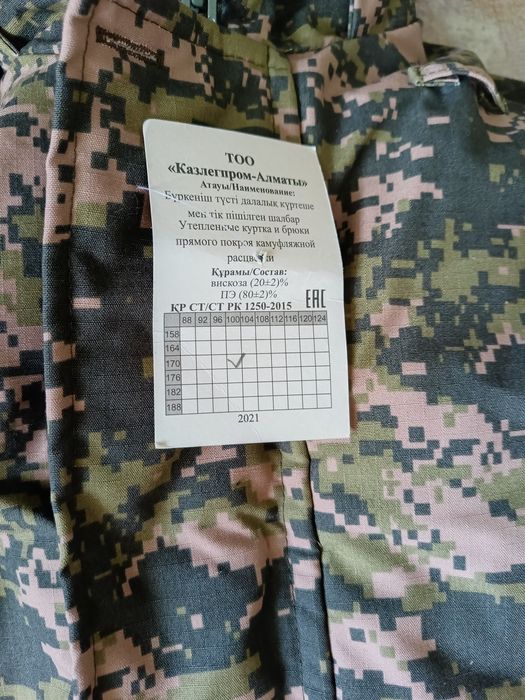 ТОО
«Казлегпром-Алматы»
Атауы/Наименование:
Бүркеніш түсті далалық күртеше
мен тік пішілген шалбар
Утепленные куртка и брюки
прямого покроя камуфляжной
расцветки
Құрамы/Состав:
вискоза (20±2)%
ПЭ (80±2)%
ҚР СТ/СТ РК 1250-2015
EAC
88 92 96 100 104 108 112 116 120 124
158
164
170
176
182
188
2021